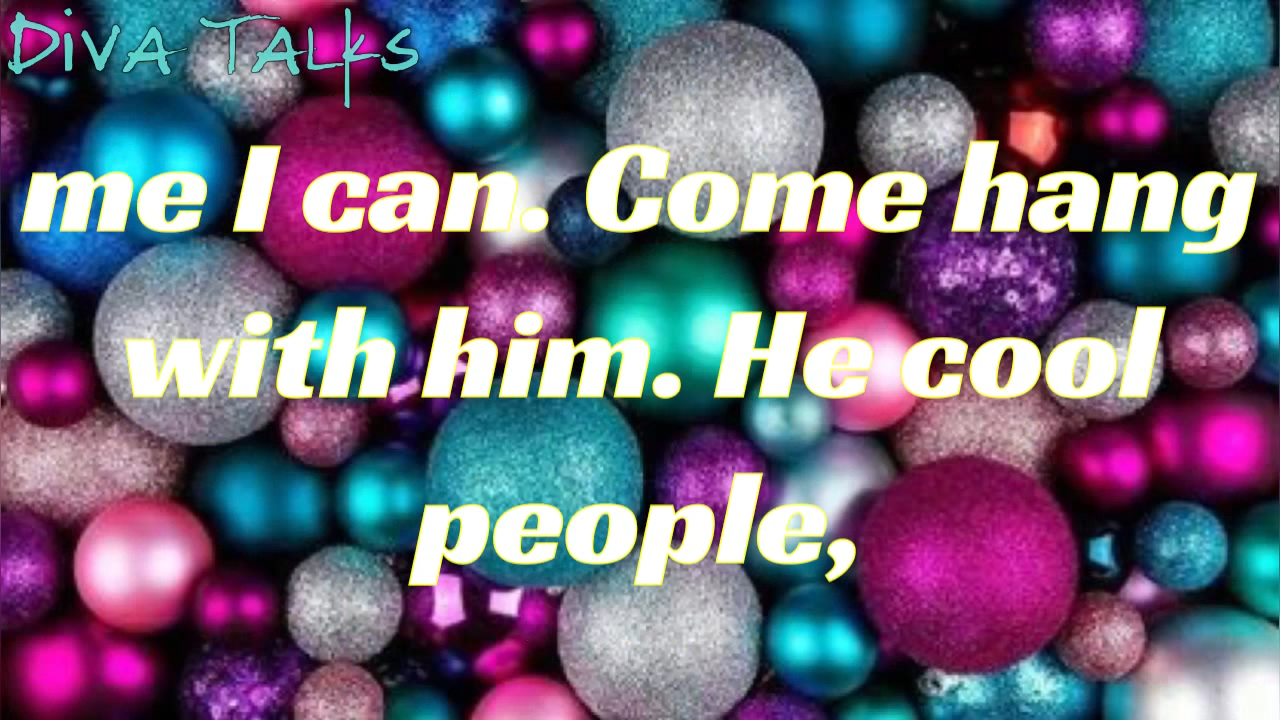 Diva Talks
me I can. Come hang
with him. He cool
people,